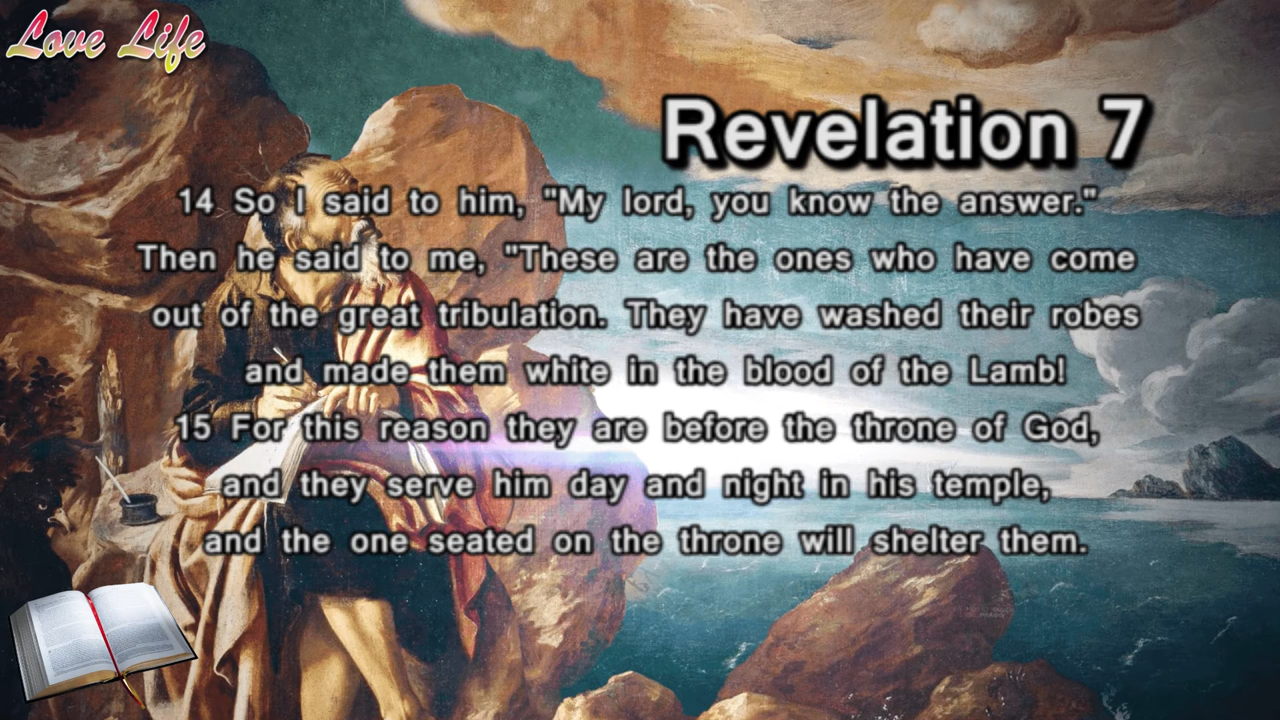 Love Life
Revelation 7
14 So I said to him, "My lord, you know the answer."
Then he said to me, "These are the ones who have come
out of the great tribulation. They have washed their robes
and made them white in the blood of the Lamb!
15 For this reason they are before the throne of God,
and they serve him day and night in his temple,
and the one seated on the throne will shelter them.